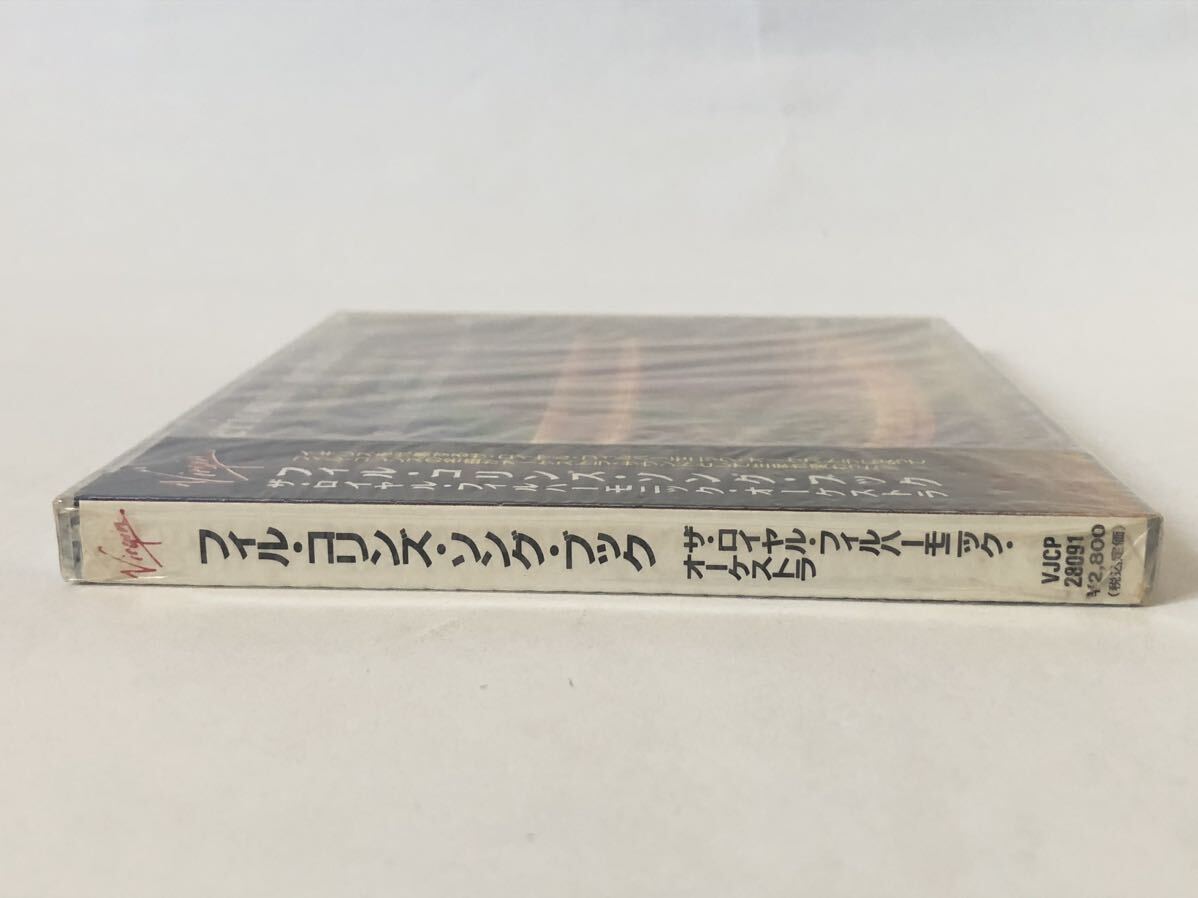 Virgin
フィル・コリンズ・ソング・ブック
ザ・ロイヤル・フィルハーモニック・オーケストラ
Virgin
フィル・コリンズ・ソング・ブック
ザ・ロイヤル・フィルハーモニック・
オーケストラ
VJCP
28091
¥2,800
(税込定価)